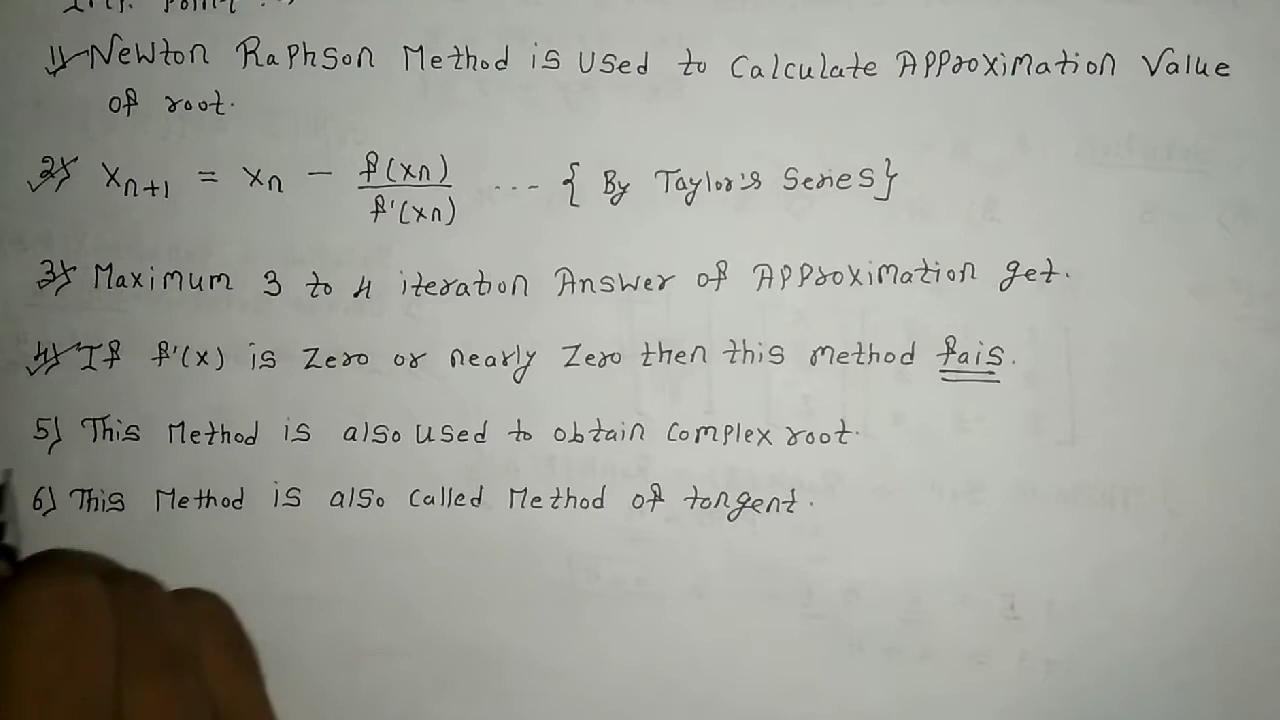 Imp. Point :
1) Newton Raphson Method is Used to Calculate Approximation Value
of root.
2) Xn+1 = Xn - f(xn)/f'(xn) ... { By Taylor's Series}
3) Maximum 3 to 4 iteration Answer of Approximation get.
4) If f'(x) is Zero or nearly Zero then this method fais.
5) This Method is also used to obtain Complex root.
6) This Method is also Called Method of tangent.